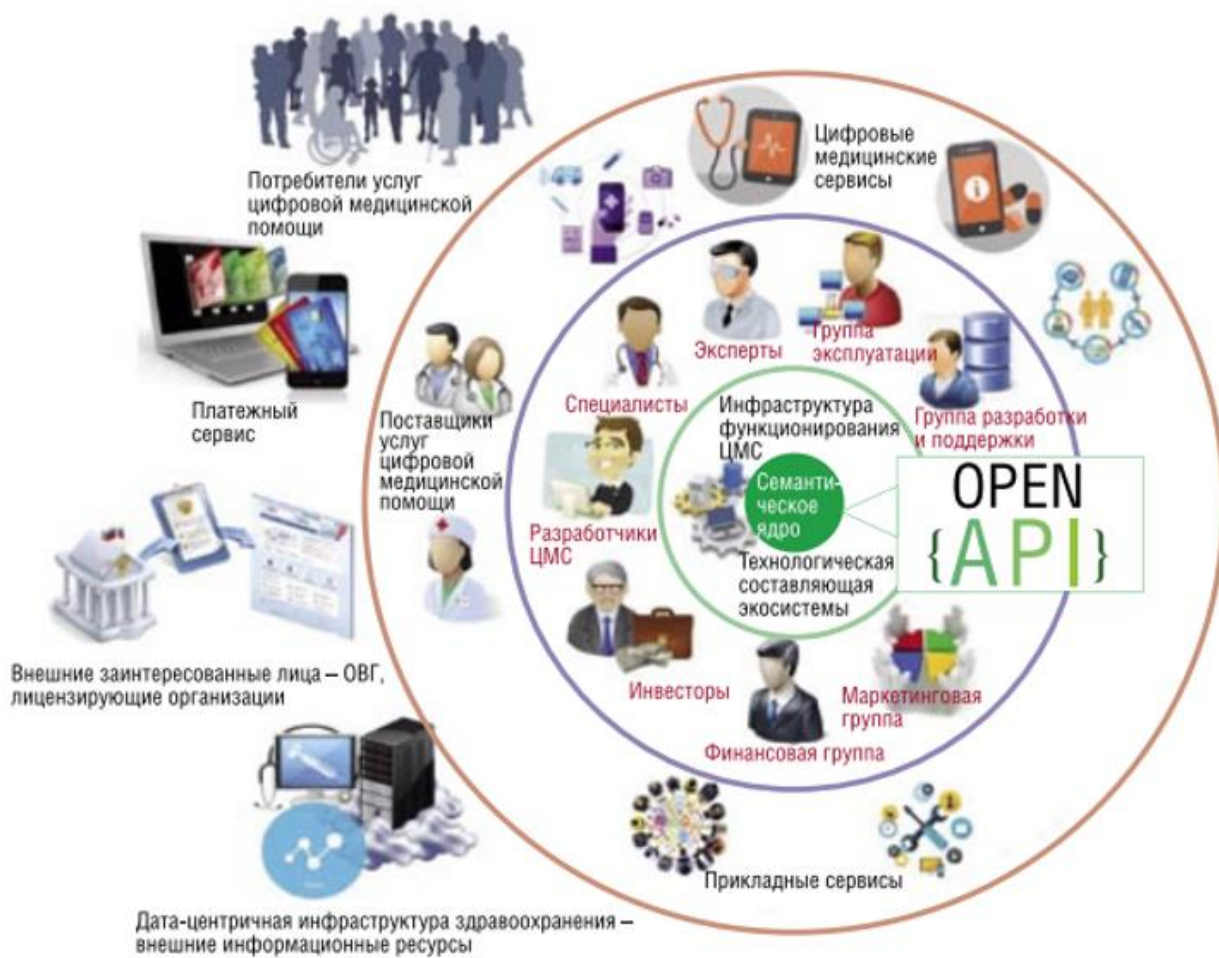 Потребители услуг
цифровой медицинской
помощи
Цифровые
медицинские
сервисы
Платежный
сервис
Поставщики
услуг
цифровой
медицинской
помощи
Эксперты
Группа
эксплуатации
Специалисты
Группа разработки
и поддержки
Инфраструктура
функционирования
ЦМС
Семанти-
ческое
ядро
Технологическая
составляющая
экосистемы
OPEN
{API}
Разработчики
ЦМС
Инвесторы
Финансовая группа
Маркетинговая
группа
Внешние заинтересованные лица – ОВГ,
лицензирующие организации
Прикладные сервисы
Дата-центричная инфраструктура здравоохранения –
внешние информационные ресурсы